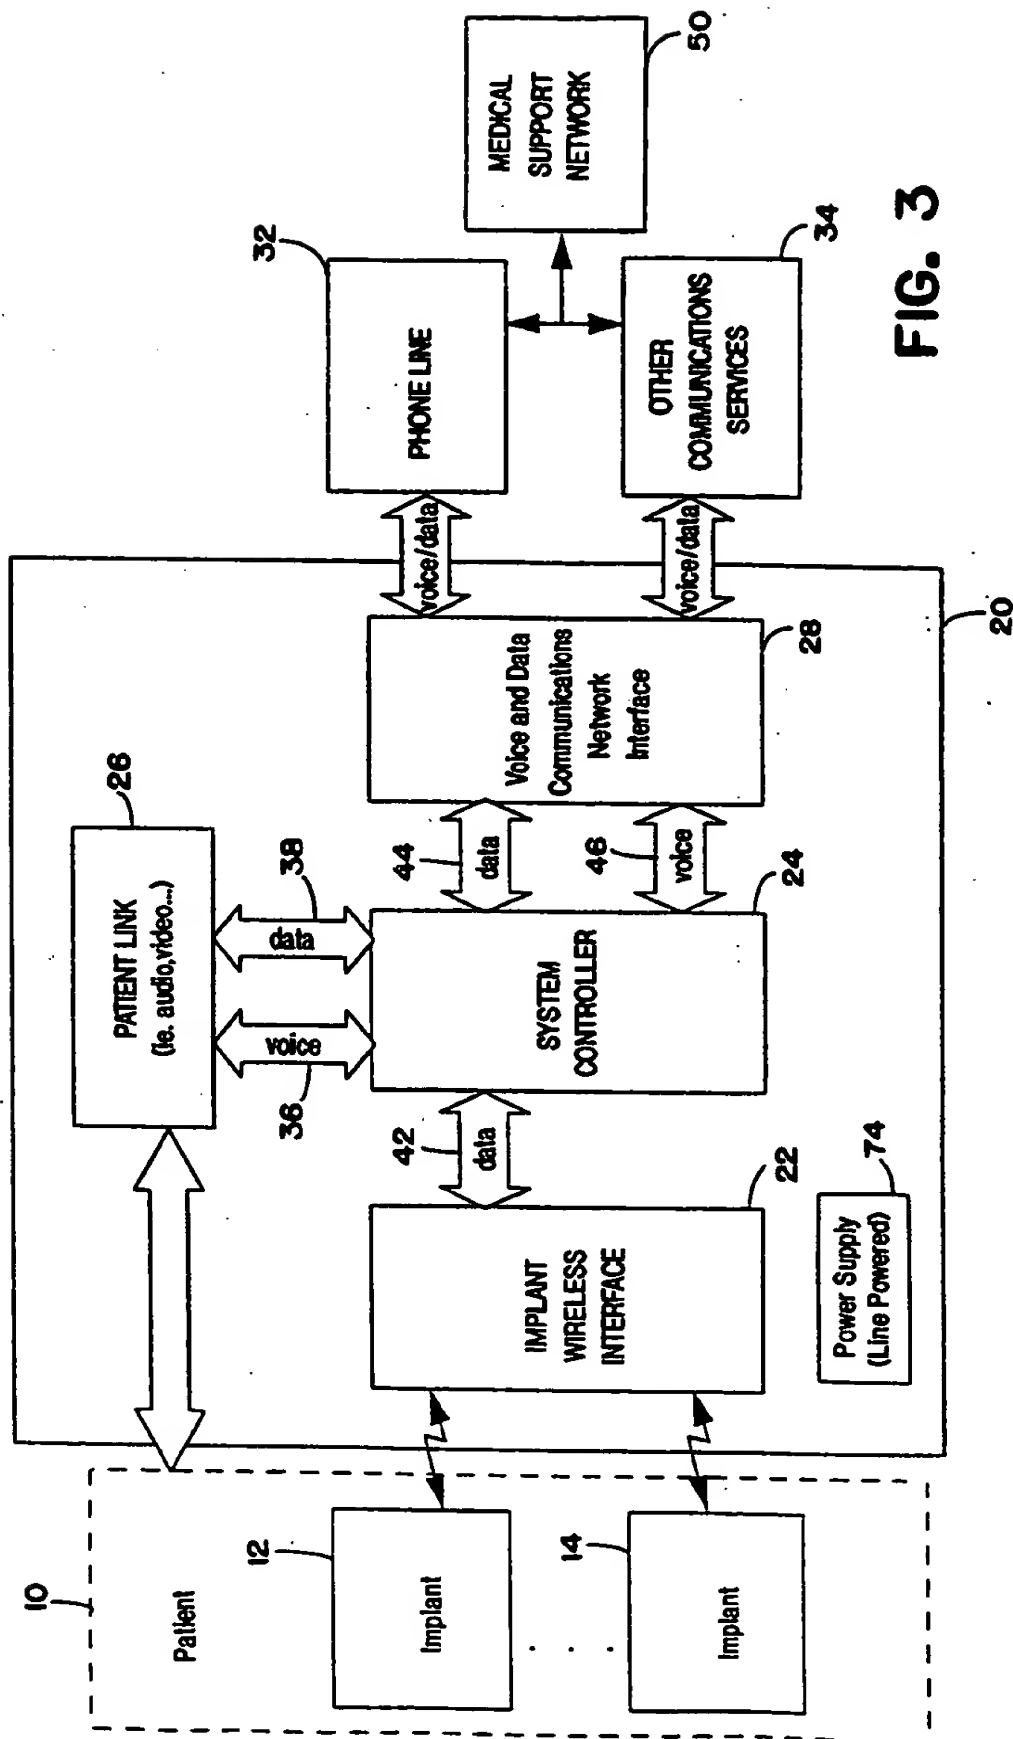 10
Patient
12
Implant
. . . .
14
Implant
26
PATIENT LINK
(ie. audio,video...)
36
voice
38
data
42
data
44
data
46
voice
22
IMPLANT
WIRELESS
INTERFACE
24
SYSTEM
CONTROLLER
28
Voice and Data
Communications
Network
Interface
74
Power Supply
(Line Powered)
20
voice/data
voice/data
32
PHONE LINE
34
OTHER
COMMUNICATIONS
SERVICES
50
MEDICAL
SUPPORT
NETWORK
FIG. 3